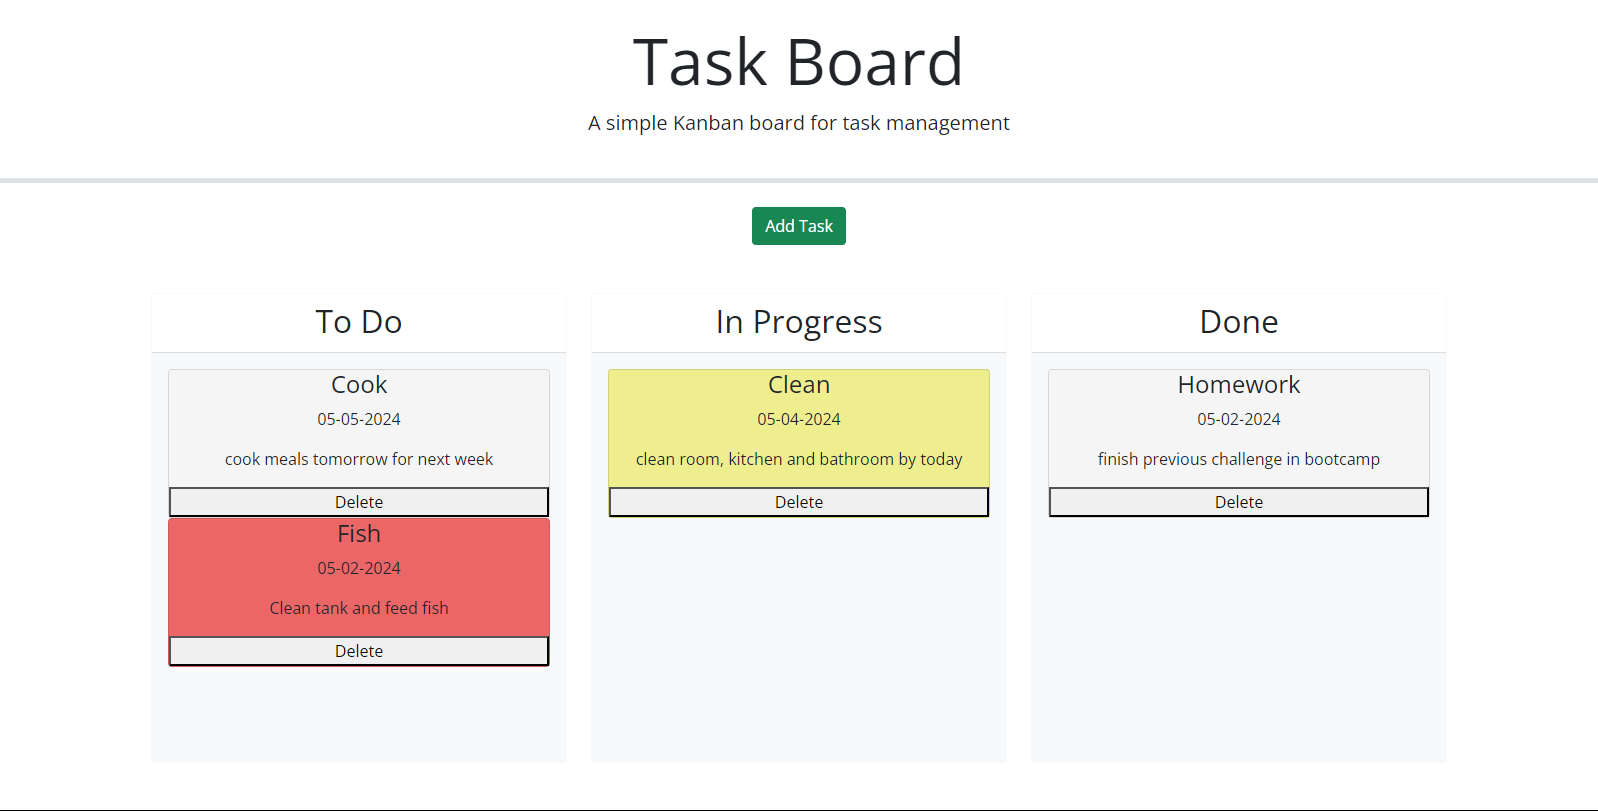 Task Board
A simple Kanban board for task management
Add Task
To Do
Cook
05-05-2024
cook meals tomorrow for next week
Delete
Fish
05-02-2024
Clean tank and feed fish
Delete
In Progress
Clean
05-04-2024
clean room, kitchen and bathroom by today
Delete
Done
Homework
05-02-2024
finish previous challenge in bootcamp
Delete